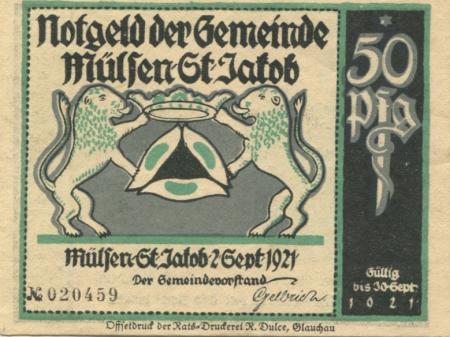 Notgeld der Gemeinde
Mülsen-St. Jakob
50
Pfg
Mülsen-St. Jakob 2 Sept 1921
Der Gemeindevorstand
№ 020459
Gültig
bis 30 Sept
1921
Offsetdruck der Rats-Druckerei R. Dulce, Glauchau